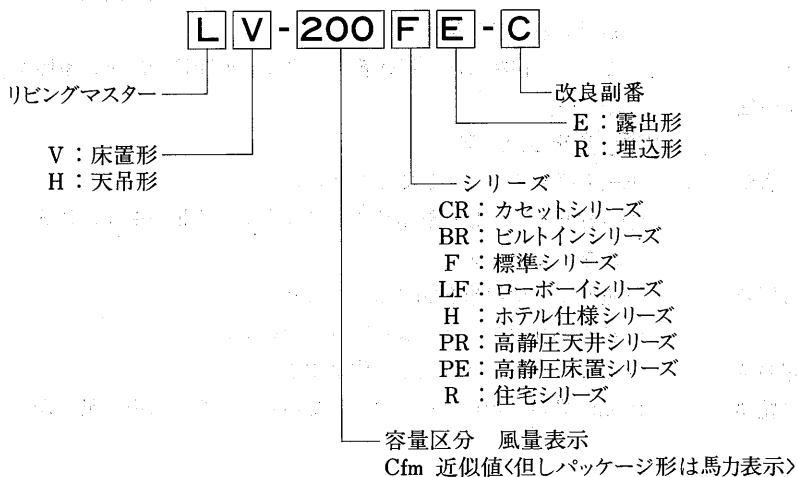 LV-200FE-C
リビングマスター
改良副番
E：露出形
R：埋込形
V：床置形
H：天吊形
シリーズ
CR：カセットシリーズ
BR：ビルトインシリーズ
F：標準シリーズ
LF：ローボーイシリーズ
H：ホテル仕様シリーズ
PR：高静圧天井シリーズ
PE：高静圧床置シリーズ
R：住宅シリーズ
容量区分　風量表示
Cfm 近似値<但しパッケージ形は馬力表示>